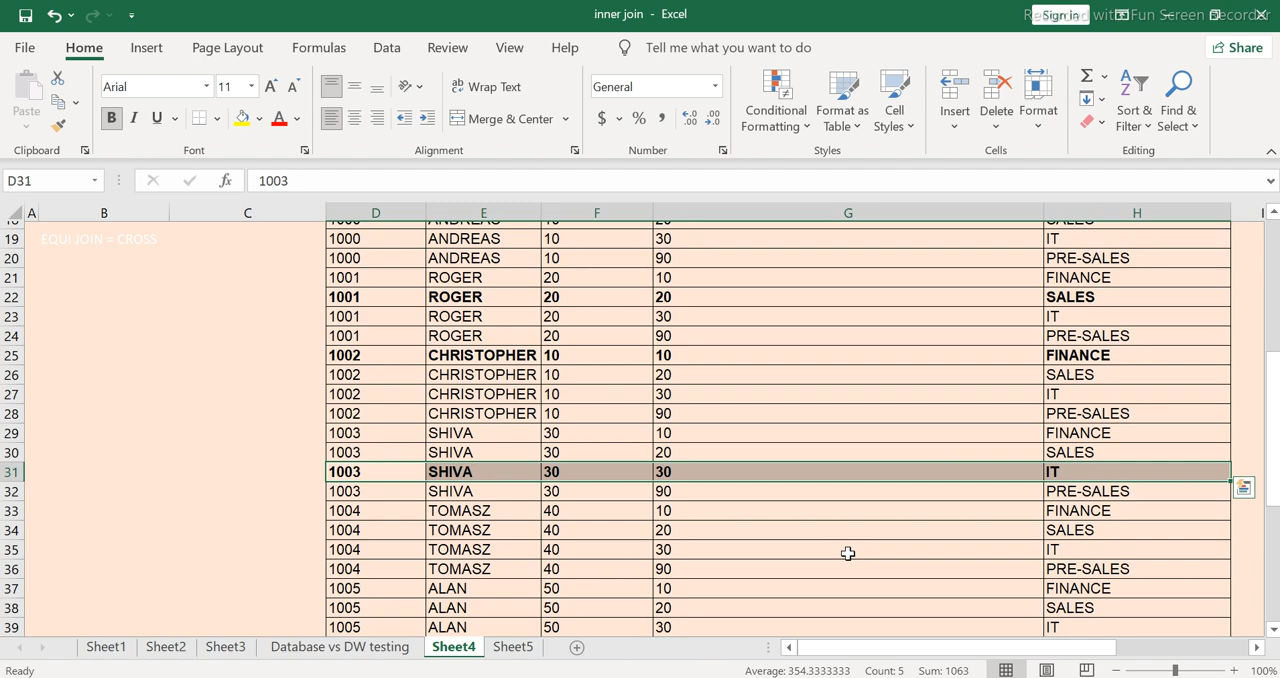 inner join - Excel
Sign in
Recorded with Fun Screen Recorder
File Home Insert Page Layout Formulas Data Review View Help Tell me what you want to do Share
Paste
Arial 11
Wrap Text
General
B I U
Merge & Center
$ % ,
Conditional Formatting
Format as Table
Cell Styles
Insert
Delete
Format
Sort & Filter
Find & Select
Clipboard Font Alignment Number Styles Cells Editing
D31 fx 1003
A B C D E F G H I
19 EQUI JOIN = CROSS 1000 ANDREAS 10 30 IT
20 1000 ANDREAS 10 90 PRE-SALES
21 1001 ROGER 20 10 FINANCE
22 1001 ROGER 20 20 SALES
23 1001 ROGER 20 30 IT
24 1001 ROGER 20 90 PRE-SALES
25 1002 CHRISTOPHER 10 10 FINANCE
26 1002 CHRISTOPHER 10 20 SALES
27 1002 CHRISTOPHER 10 30 IT
28 1002 CHRISTOPHER 10 90 PRE-SALES
29 1003 SHIVA 30 10 FINANCE
30 1003 SHIVA 30 20 SALES
31 1003 SHIVA 30 30 IT
32 1003 SHIVA 30 90 PRE-SALES
33 1004 TOMASZ 40 10 FINANCE
34 1004 TOMASZ 40 20 SALES
35 1004 TOMASZ 40 30 IT
36 1004 TOMASZ 40 90 PRE-SALES
37 1005 ALAN 50 10 FINANCE
38 1005 ALAN 50 20 SALES
39 1005 ALAN 50 30 IT
Sheet1 Sheet2 Sheet3 Database vs DW testing Sheet4 Sheet5
Ready Average: 354.3333333 Count: 5 Sum: 1063 100%